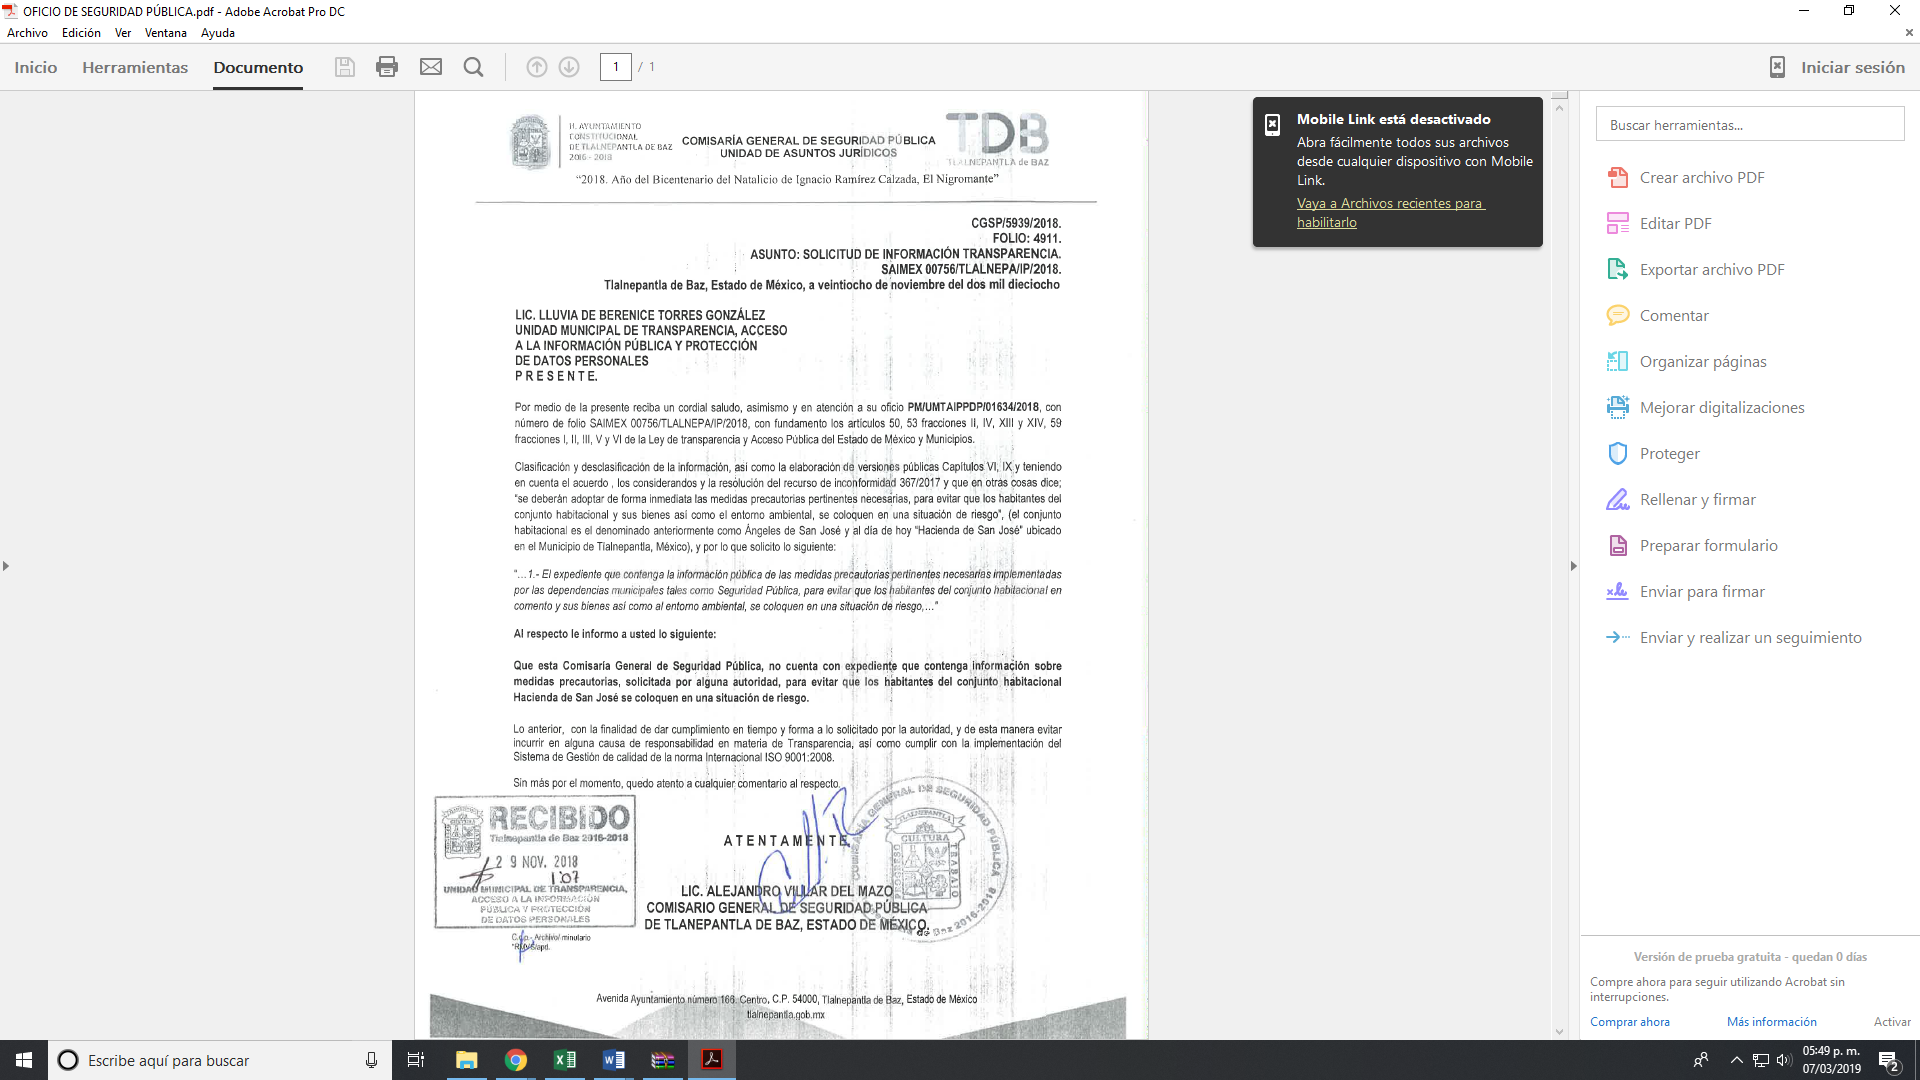 OFICIO DE SEGURIDAD PÚBLICA.pdf - Adobe Acrobat Pro DC
Archivo Edición Ver Ventana Ayuda
Inicio Herramientas Documento 1 / 1 Iniciar sesión
H. AYUNTAMIENTO
CONSTITUCIONAL
DE TLALNEPANTLA DE BAZ
2016 - 2018
COMISARÍA GENERAL DE SEGURIDAD PÚBLICA
UNIDAD DE ASUNTOS JURÍDICOS
TDB
TLALNEPANTLA de BAZ
“2018. Año del Bicentenario del Natalicio de Ignacio Ramírez Calzada, El Nigromante”
CGSP/5939/2018.
FOLIO: 4911.
ASUNTO: SOLICITUD DE INFORMACIÓN TRANSPARENCIA.
SAIMEX 00756/TLALNEPA/IP/2018.
Tlalnepantla de Baz, Estado de México, a veintiocho de noviembre del dos mil dieciocho
LIC. LLUVIA DE BERENICE TORRES GONZÁLEZ
UNIDAD MUNICIPAL DE TRANSPARENCIA, ACCESO
A LA INFORMACIÓN PÚBLICA Y PROTECCIÓN
DE DATOS PERSONALES
P R E S E N T E.
Por medio de la presente reciba un cordial saludo, asimismo y en atención a su oficio PM/UMTAIPPDP/01634/2018, con
número de folio SAIMEX 00756/TLALNEPA/IP/2018, con fundamento los artículos 50, 53 fracciones II, IV, XIII y XIV, 59
fracciones I, II, III, V y VI de la Ley de transparencia y Acceso Pública del Estado de México y Municipios.
Clasificación y desclasificación de la información, así como la elaboración de versiones públicas Capítulos VI, IX y teniendo
en cuenta el acuerdo , los considerandos y la resolución del recurso de inconformidad 367/2017 y que en otras cosas dice;
“se deberán adoptar de forma inmediata las medidas precautorias pertinentes necesarias, para evitar que los habitantes del
conjunto habitacional y sus bienes así como el entorno ambiental, se coloquen en una situación de riesgo”, (el conjunto
habitacional es el denominado anteriormente como Ángeles de San José y al día de hoy “Hacienda de San José” ubicado
en el Municipio de Tlalnepantla, México), y por lo que solicito lo siguiente:
“…1.- El expediente que contenga la información pública de las medidas precautorias pertinentes necesarias implementadas
por las dependencias municipales tales como Seguridad Pública, para evitar que los habitantes del conjunto habitacional en
comento y sus bienes así como al entorno ambiental, se coloquen en una situación de riesgo,…”
Al respecto le informo a usted lo siguiente:
Que esta Comisaría General de Seguridad Pública, no cuenta con expediente que contenga información sobre
medidas precautorias, solicitada por alguna autoridad, para evitar que los habitantes del conjunto habitacional
Hacienda de San José se coloquen en una situación de riesgo.
Lo anterior, con la finalidad de dar cumplimiento en tiempo y forma a lo solicitado por la autoridad, y de esta manera evitar
incurrir en alguna causa de responsabilidad en materia de Transparencia, así como cumplir con la implementación del
Sistema de Gestión de calidad de la norma Internacional ISO 9001:2008.
Sin más por el momento, quedo atento a cualquier comentario al respecto.
RECIBIDO
Tlalnepantla de Baz 2016-2018
2 9 NOV. 2018
1:07
UNIDAD MUNICIPAL DE TRANSPARENCIA,
ACCESO A LA INFORMACIÓN
PÚBLICA Y PROTECCIÓN
DE DATOS PERSONALES
A T E N T A M E N T E
COMISARÍA GENERAL DE SEGURIDAD PÚBLICA
TLALNEPANTLA
CULTURA
PROGRESO
TRABAJO
de Baz 2016-2018
LIC. ALEJANDRO VILLAR DEL MAZO
COMISARIO GENERAL DE SEGURIDAD PÚBLICA
DE TLANEPANTLA DE BAZ, ESTADO DE MÉXICO.
C.c.p.- Archivo/ minutario
Avenida Ayuntamiento número 166, Centro, C.P. 54000, Tlalnepantla de Baz, Estado de México
tlalnepantla.gob.mx
Mobile Link está desactivado
Abra fácilmente todos sus archivos
desde cualquier dispositivo con Mobile
Link.
Vaya a Archivos recientes para
habilitarlo
Buscar herramientas...
Crear archivo PDF
Editar PDF
Exportar archivo PDF
Comentar
Organizar páginas
Mejorar digitalizaciones
Proteger
Rellenar y firmar
Preparar formulario
Enviar para firmar
Enviar y realizar un seguimiento
Versión de prueba gratuita - quedan 0 días
Compre ahora para seguir utilizando Acrobat sin
interrupciones.
Comprar ahora Más información Activar
Escribe aquí para buscar
05:49 p. m.
07/03/2019
2